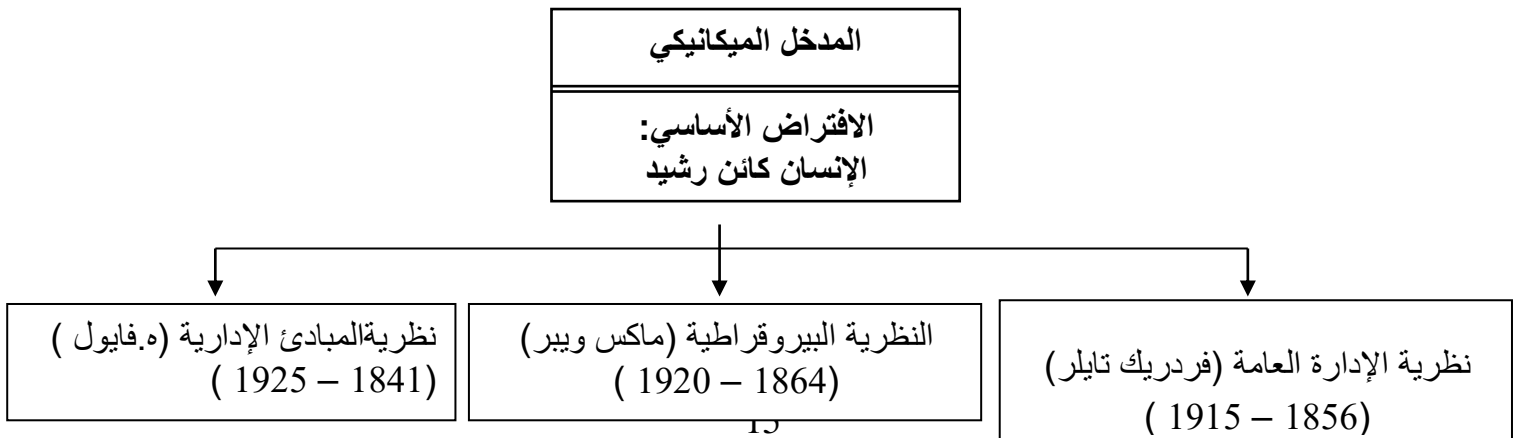 المدخل الميكانيكي
الافتراض الأساسي:
الإنسان كائن رشيد
نظرية الإدارة العامة (فردريك تايلر)
(1856 – 1915 )
النظرية البيروقراطية (ماكس ويبر)
(1864 – 1920 )
نظريةالمبادئ الإدارية (ه.فايول )
(1841 – 1925 )